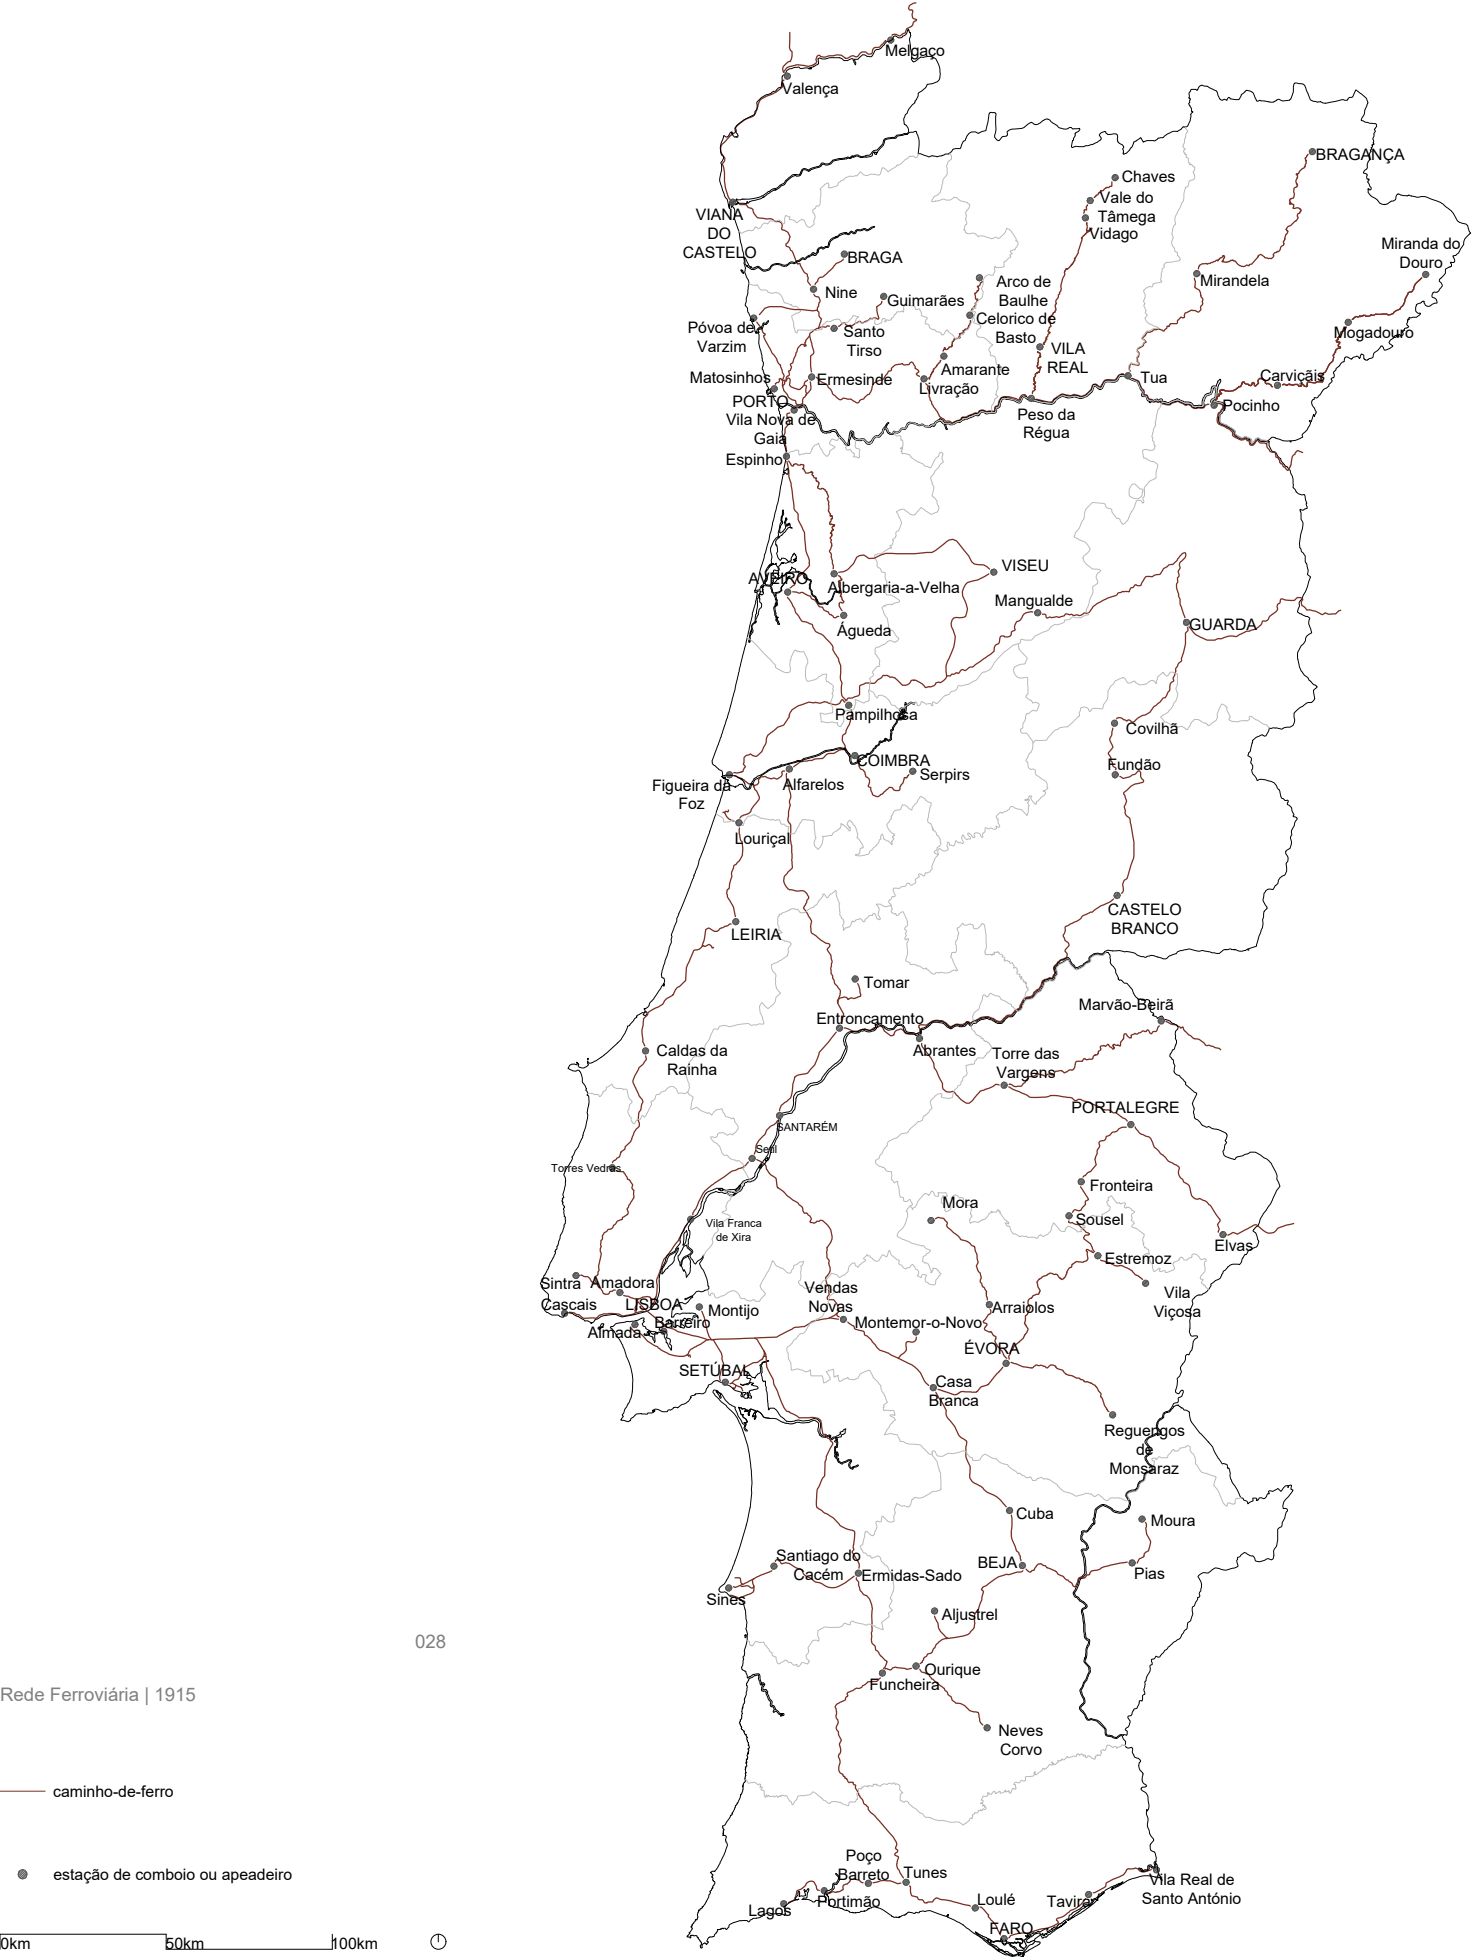 Melgaço
Valença
BRAGANÇA
Chaves
Vale do
Tâmega
Vidago
VIANA
DO
CASTELO
Miranda do
Douro
BRAGA
Nine
Guimarães
Arco de
Baulhe
Mirandela
Celorico de
Basto
Póvoa de
Varzim
Santo
Tirso
Mogadouro
VILA
REAL
Amarante
Matosinhos
Ermesinde
Livração
Tua
Carviçãis
PORTO
Pocinho
Vila Nova de
Gaia
Peso da
Régua
Espinho
VISEU
AVEIRO
Albergaria-a-Velha
Mangualde
Águeda
GUARDA
Pampilhosa
Covilhã
COIMBRA
Fundão
Serpirs
Figueira da
Foz
Alfarelos
Louriçal
CASTELO
BRANCO
LEIRIA
Tomar
Marvão-Beirã
Entroncamento
Abrantes
Torre das
Vargens
Caldas da
Rainha
PORTALEGRE
SANTARÉM
Setil
Torres Vedras
Fronteira
Mora
Sousel
Vila Franca
de Xira
Elvas
Estremoz
Sintra
Amadora
Vendas
Novas
Vila
Viçosa
Cascais
LISBOA
Montijo
Arraiolos
Almada
Barreiro
Montemor-o-Novo
ÉVORA
SETÚBAL
Casa
Branca
Reguengos
de
Monsaraz
Cuba
Moura
Santiago do
Cacém
Ermidas-Sado
BEJA
Pias
Sines
Aljustrel
028
Ourique
Funcheira
Rede Ferroviária | 1915
Neves
Corvo
caminho-de-ferro
Poço
Barreto
Tunes
estação de comboio ou apeadeiro
Vila Real de
Santo António
Portimão
Loulé
Tavira
Lagos
FARO
0km
50km
100km